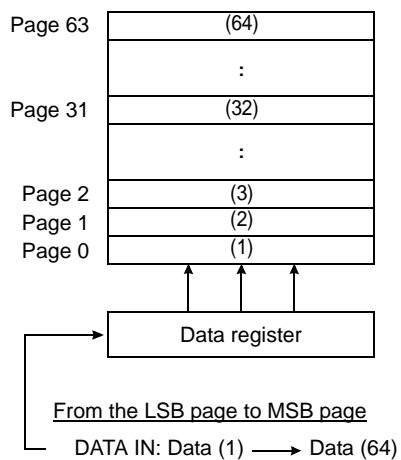 Page 63 (64)
:
Page 31 (32)
:
Page 2 (3)
Page 1 (2)
Page 0 (1)
Data register
From the LSB page to MSB page
DATA IN: Data (1) → Data (64)